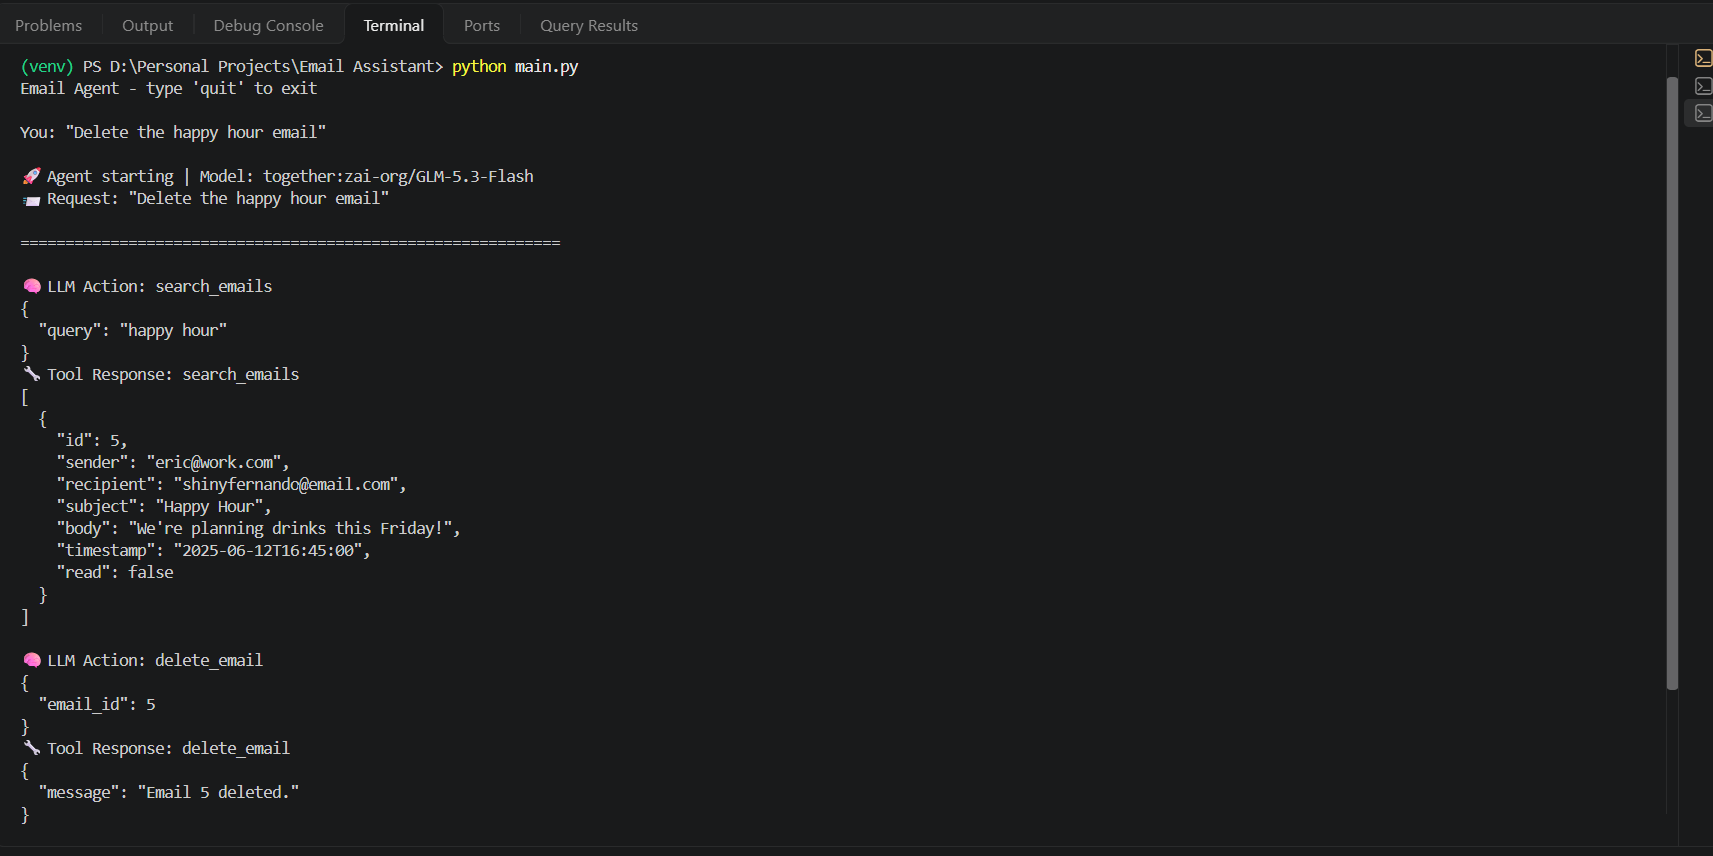 Problems Output Debug Console Terminal Ports Query Results
(venv) PS D:\Personal Projects\Email Assistant> python main.py
Email Agent - type 'quit' to exit
You: "Delete the happy hour email"
🚀 Agent starting | Model: together:zai-org/GLM-5.3-Flash
📨 Request: "Delete the happy hour email"
============================================================
🧠 LLM Action: search_emails
{
  "query": "happy hour"
}
🔧 Tool Response: search_emails
[
  {
    "id": 5,
    "sender": "eric@work.com",
    "recipient": "shinyfernando@email.com",
    "subject": "Happy Hour",
    "body": "We're planning drinks this Friday!",
    "timestamp": "2025-06-12T16:45:00",
    "read": false
  }
]
🧠 LLM Action: delete_email
{
  "email_id": 5
}
🔧 Tool Response: delete_email
{
  "message": "Email 5 deleted."
}